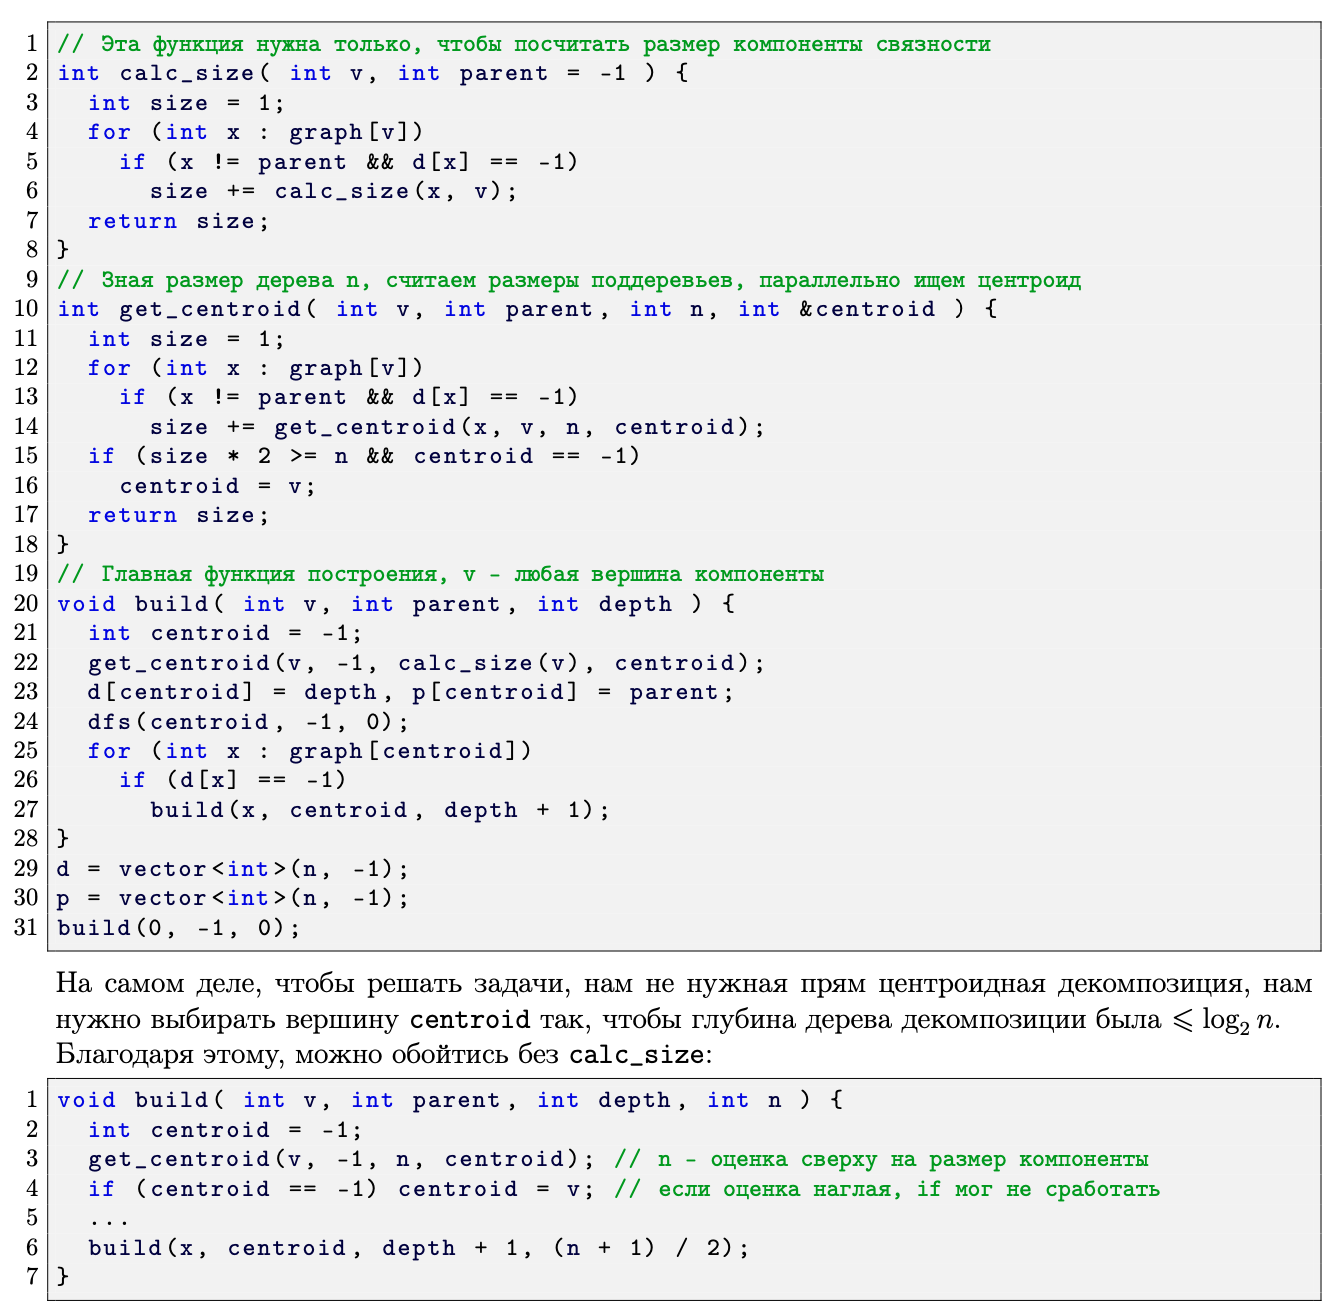 1 // Эта функция нужна только, чтобы посчитать размер компоненты связности
2 int calc_size( int v, int parent = -1 ) {
3   int size = 1;
4   for (int x : graph[v])
5     if (x != parent && d[x] == -1)
6       size += calc_size(x, v);
7   return size;
8 }
9 // Зная размер дерева n, считаем размеры поддеревьев, параллельно ищем центроид
10 int get_centroid( int v, int parent, int n, int &centroid ) {
11   int size = 1;
12   for (int x : graph[v])
13     if (x != parent && d[x] == -1)
14       size += get_centroid(x, v, n, centroid);
15   if (size * 2 >= n && centroid == -1)
16     centroid = v;
17   return size;
18 }
19 // Главная функция построения, v - любая вершина компоненты
20 void build( int v, int parent, int depth ) {
21   int centroid = -1;
22   get_centroid(v, -1, calc_size(v), centroid);
23   d[centroid] = depth, p[centroid] = parent;
24   dfs(centroid, -1, 0);
25   for (int x : graph[centroid])
26     if (d[x] == -1)
27       build(x, centroid, depth + 1);
28 }
29 d = vector<int>(n, -1);
30 p = vector<int>(n, -1);
31 build(0, -1, 0);
На самом деле, чтобы решать задачи, нам не нужная прям центроидная декомпозиция, нам
нужно выбирать вершину centroid так, чтобы глубина дерева декомпозиции была ⩽ log₂ n.
Благодаря этому, можно обойтись без calc_size:
1 void build( int v, int parent, int depth, int n ) {
2   int centroid = -1;
3   get_centroid(v, -1, n, centroid); // n - оценка сверху на размер компоненты
4   if (centroid == -1) centroid = v; // если оценка наглая, if мог не сработать
5   ...
6   build(x, centroid, depth + 1, (n + 1) / 2);
7 }